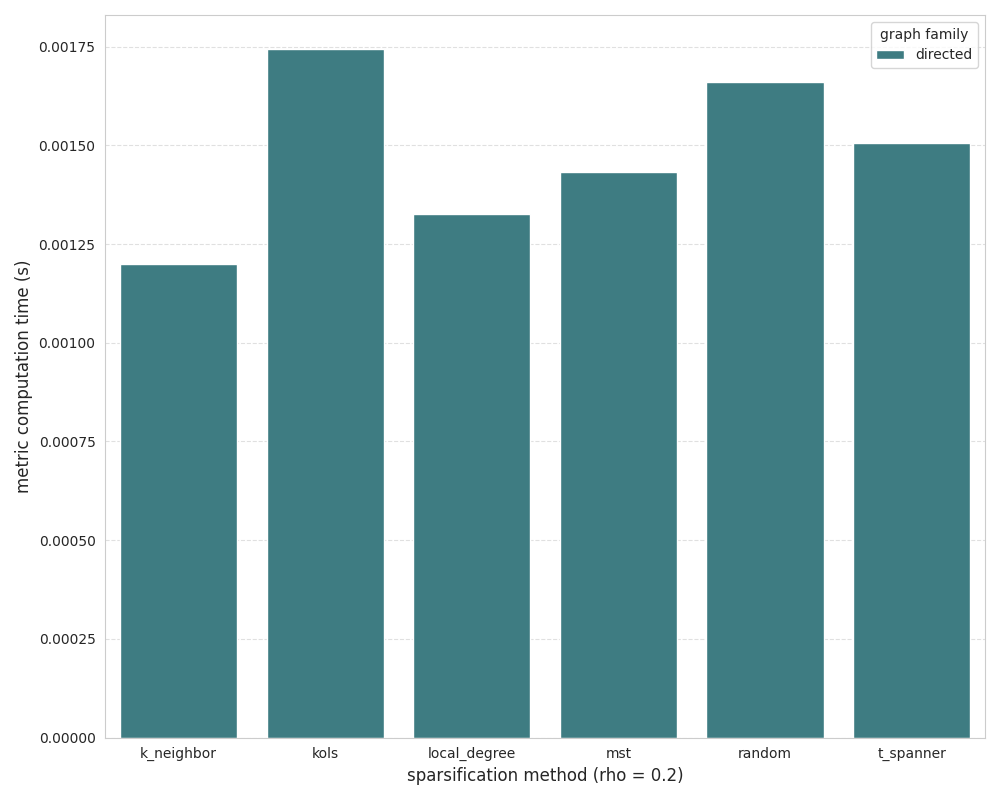 graph family
directed
metric computation time (s)
0.00175
0.00150
0.00125
0.00100
0.00075
0.00050
0.00025
0.00000
k_neighbor kols local_degree mst random t_spanner
sparsification method (rho = 0.2)